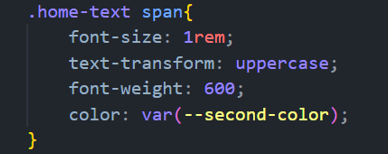 .home-text span{
    font-size: 1rem;
    text-transform: uppercase;
    font-weight: 600;
    color: var(--second-color);
}